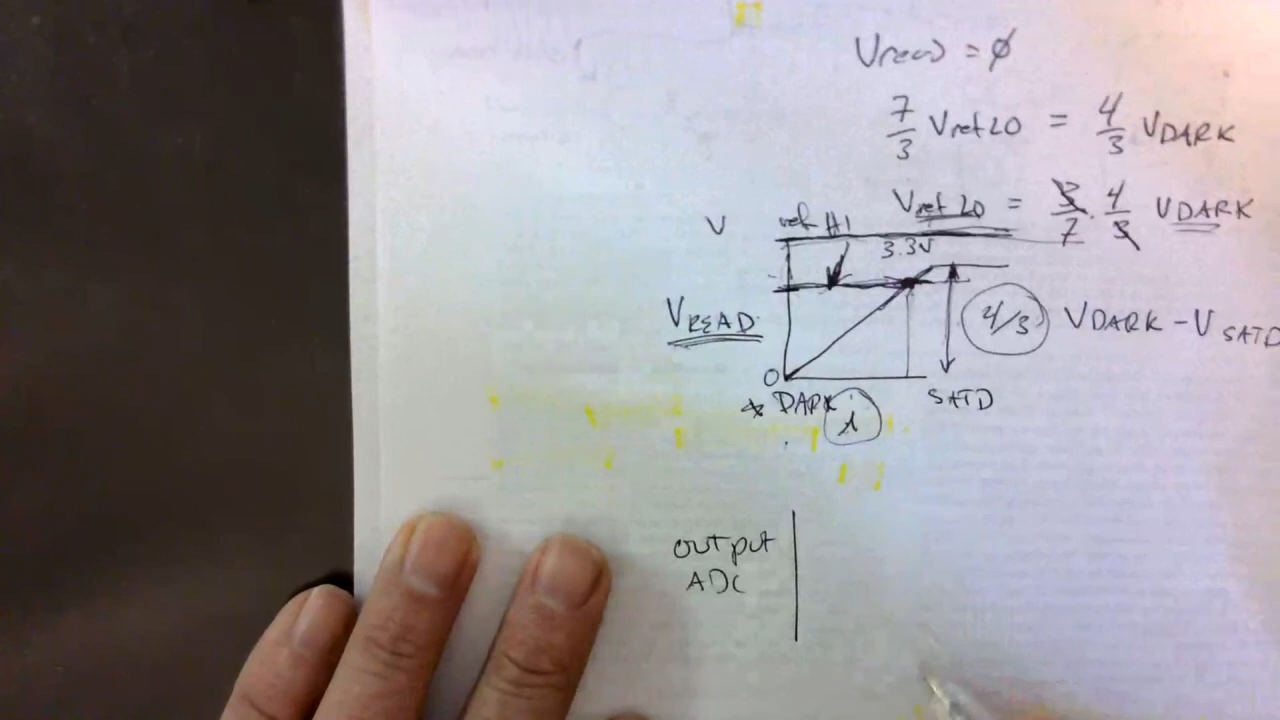 Vread = ∅
7/3 Vref LO = 4/3 VDARK
Vref LO = 3/7 · 4/3 VDARK
V ref HI
3.3V
VREAD 4/3 VDARK - VSATD
0
* DARK SATD
1
OUTPUT
ADC